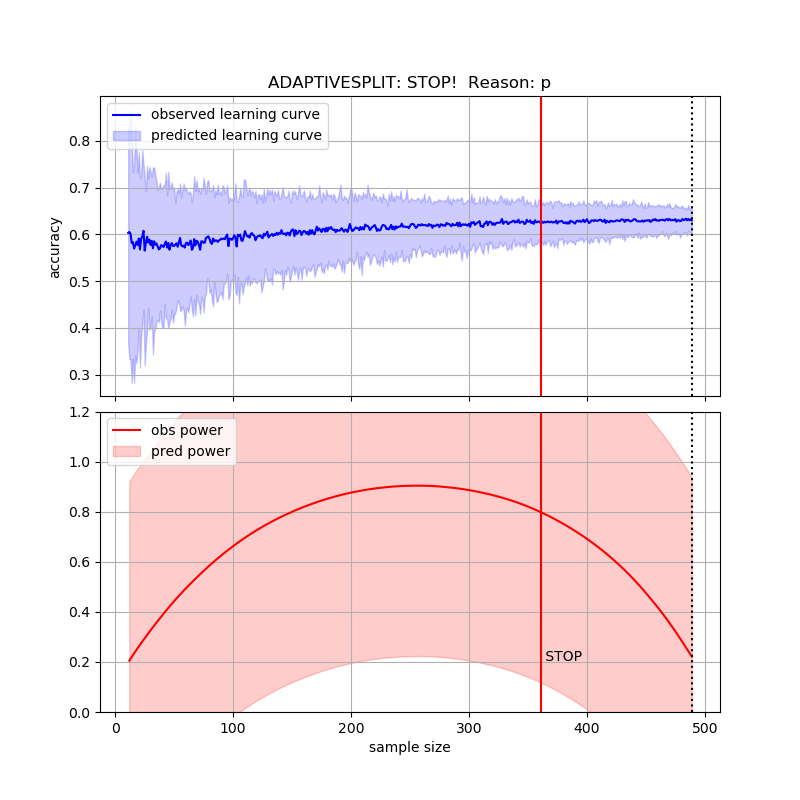 ADAPTIVESPLIT: STOP!  Reason: p
observed learning curve
predicted learning curve
0.8
0.7
0.6
0.5
0.4
0.3
accuracy
obs power
pred power
1.2
1.0
0.8
0.6
0.4
0.2
0.0
STOP
0
100
200
300
400
500
sample size